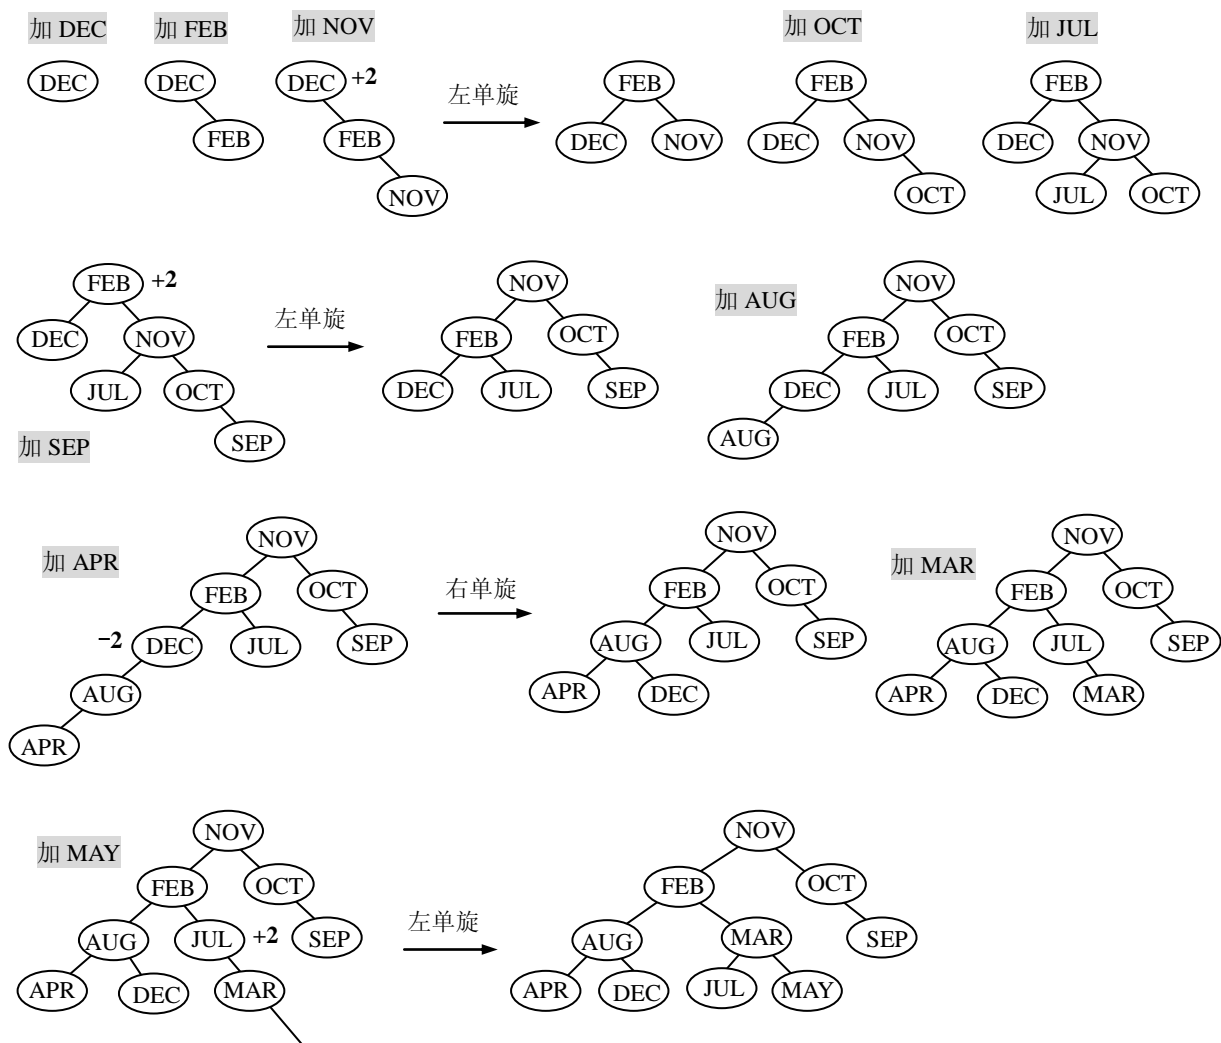 加 DEC 加 FEB 加 NOV 加 OCT 加 JUL
DEC DEC DEC +2 左单旋 FEB FEB FEB
FEB FEB DEC NOV DEC NOV DEC NOV
NOV OCT JUL OCT
FEB +2 左单旋 NOV 加 AUG NOV
DEC NOV FEB OCT FEB OCT
JUL OCT DEC JUL SEP DEC JUL SEP
加 SEP SEP AUG
加 APR NOV 右单旋 NOV 加 MAR NOV
FEB OCT FEB OCT FEB OCT
−2 DEC JUL SEP AUG JUL SEP AUG JUL SEP
AUG APR DEC APR DEC MAR
APR
加 MAY NOV NOV
FEB OCT 左单旋 FEB OCT
AUG JUL +2 SEP AUG MAR SEP
APR DEC MAR APR DEC JUL MAY